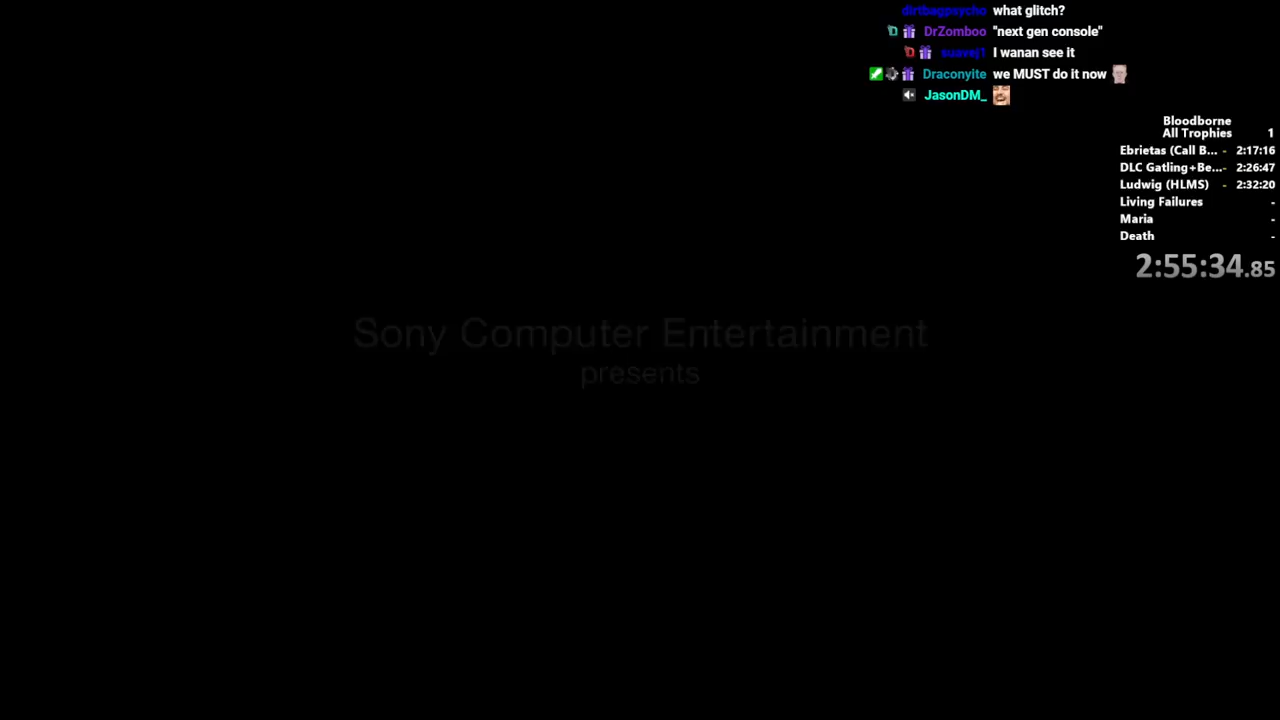 dirtbagpsycho what glitch?
DrZomboo "next gen console"
suavej1 I wanan see it
Draconyite we MUST do it now
JasonDM_
Bloodborne
All Trophies 1
Ebrietas (Call B... - 2:17:16
DLC Gatling+Be... - 2:26:47
Ludwig (HLMS) - 2:32:20
Living Failures -
Maria -
Death -
2:55:34.85
Sony Computer Entertainment
presents